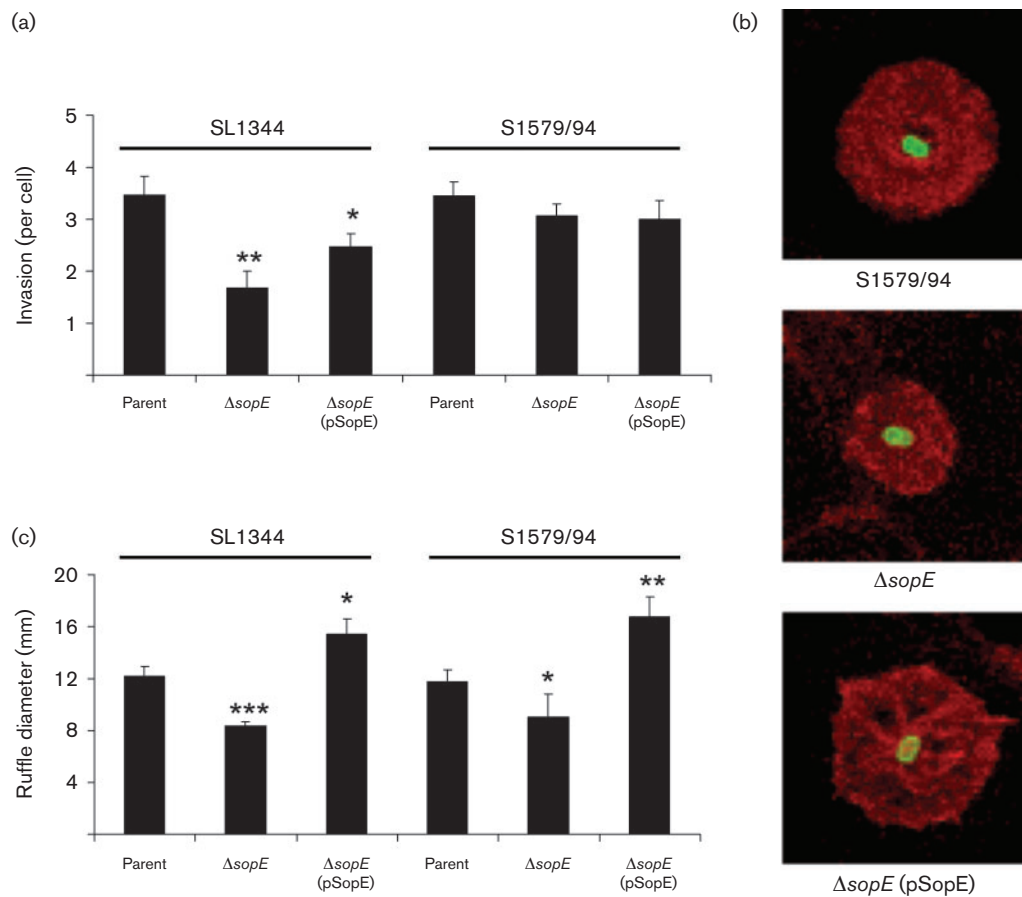 (a)
SL1344 S1579/94
Invasion (per cell)
5
4
3
2
1
** *
Parent ΔsopE ΔsopE (pSopE) Parent ΔsopE ΔsopE (pSopE)
(b)
S1579/94
ΔsopE
ΔsopE (pSopE)
(c)
SL1344 S1579/94
Ruffle diameter (mm)
20
16
12
8
4
*** * * **
Parent ΔsopE ΔsopE (pSopE) Parent ΔsopE ΔsopE (pSopE)